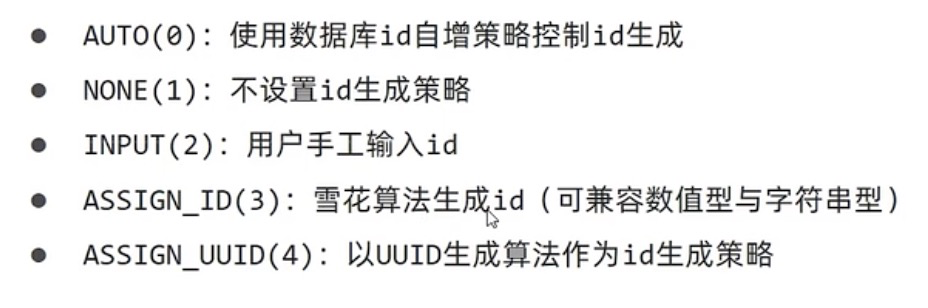 ● AUTO(0)：使用数据库id自增策略控制id生成
● NONE(1)：不设置id生成策略
● INPUT(2)：用户手工输入id
● ASSIGN_ID(3)：雪花算法生成id（可兼容数值型与字符串型）
● ASSIGN_UUID(4)：以UUID生成算法作为id生成策略